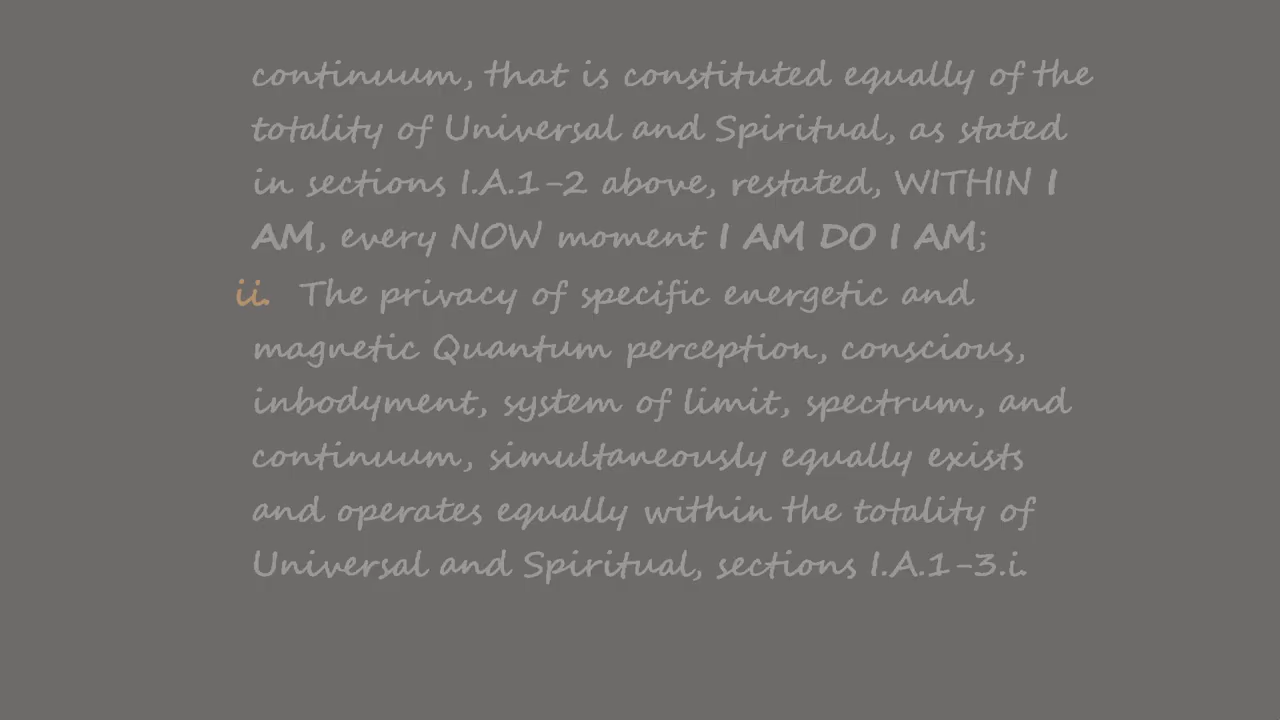 continuum, that is constituted equally of the
totality of Universal and Spiritual, as stated
in sections I.A.1-2 above, restated, WITHIN I
AM, every NOW moment I AM DO I AM;
ii. The privacy of specific energetic and
magnetic Quantum perception, conscious,
inbodyment, system of limit, spectrum, and
continuum, simultaneously equally exists
and operates equally within the totality of
Universal and Spiritual, sections I.A.1-3.i.